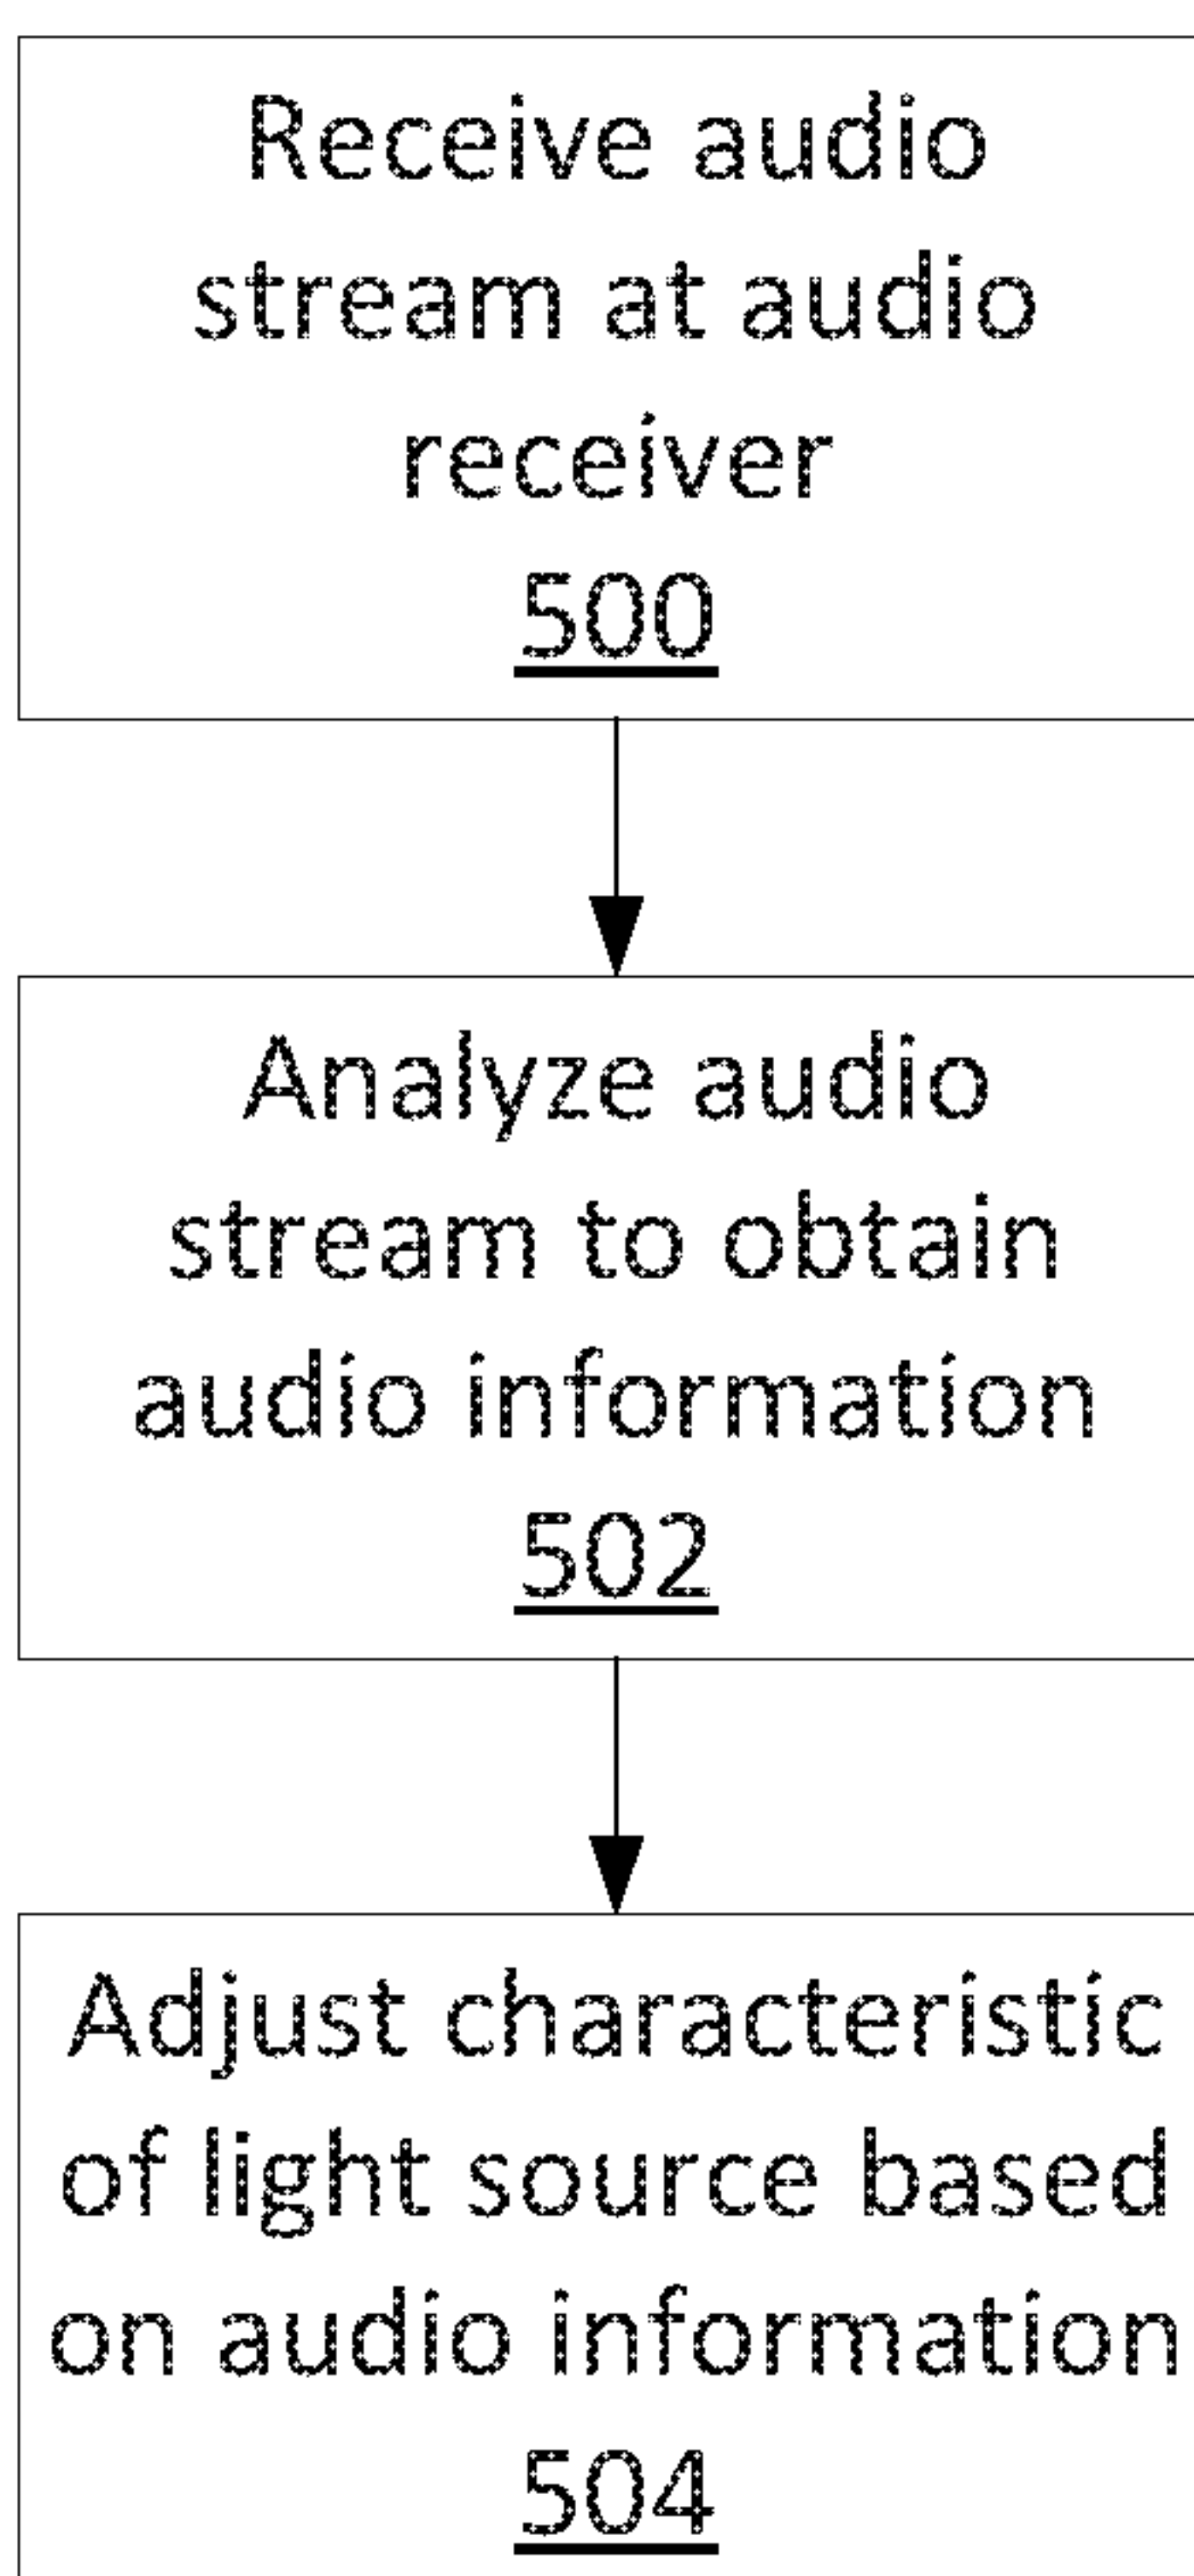 Receive audio
stream at audio
receiver
500
Analyze audio
stream to obtain
audio information
502
Adjust characteristic
of light source based
on audio information
504